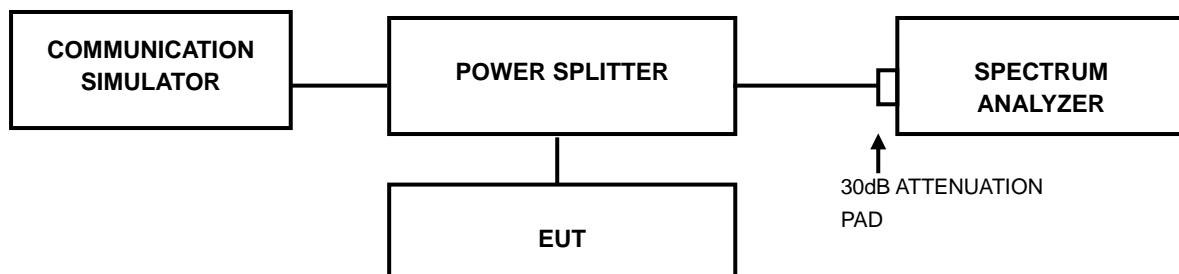 COMMUNICATION
SIMULATOR
POWER SPLITTER
SPECTRUM
ANALYZER
30dB ATTENUATION
PAD
EUT